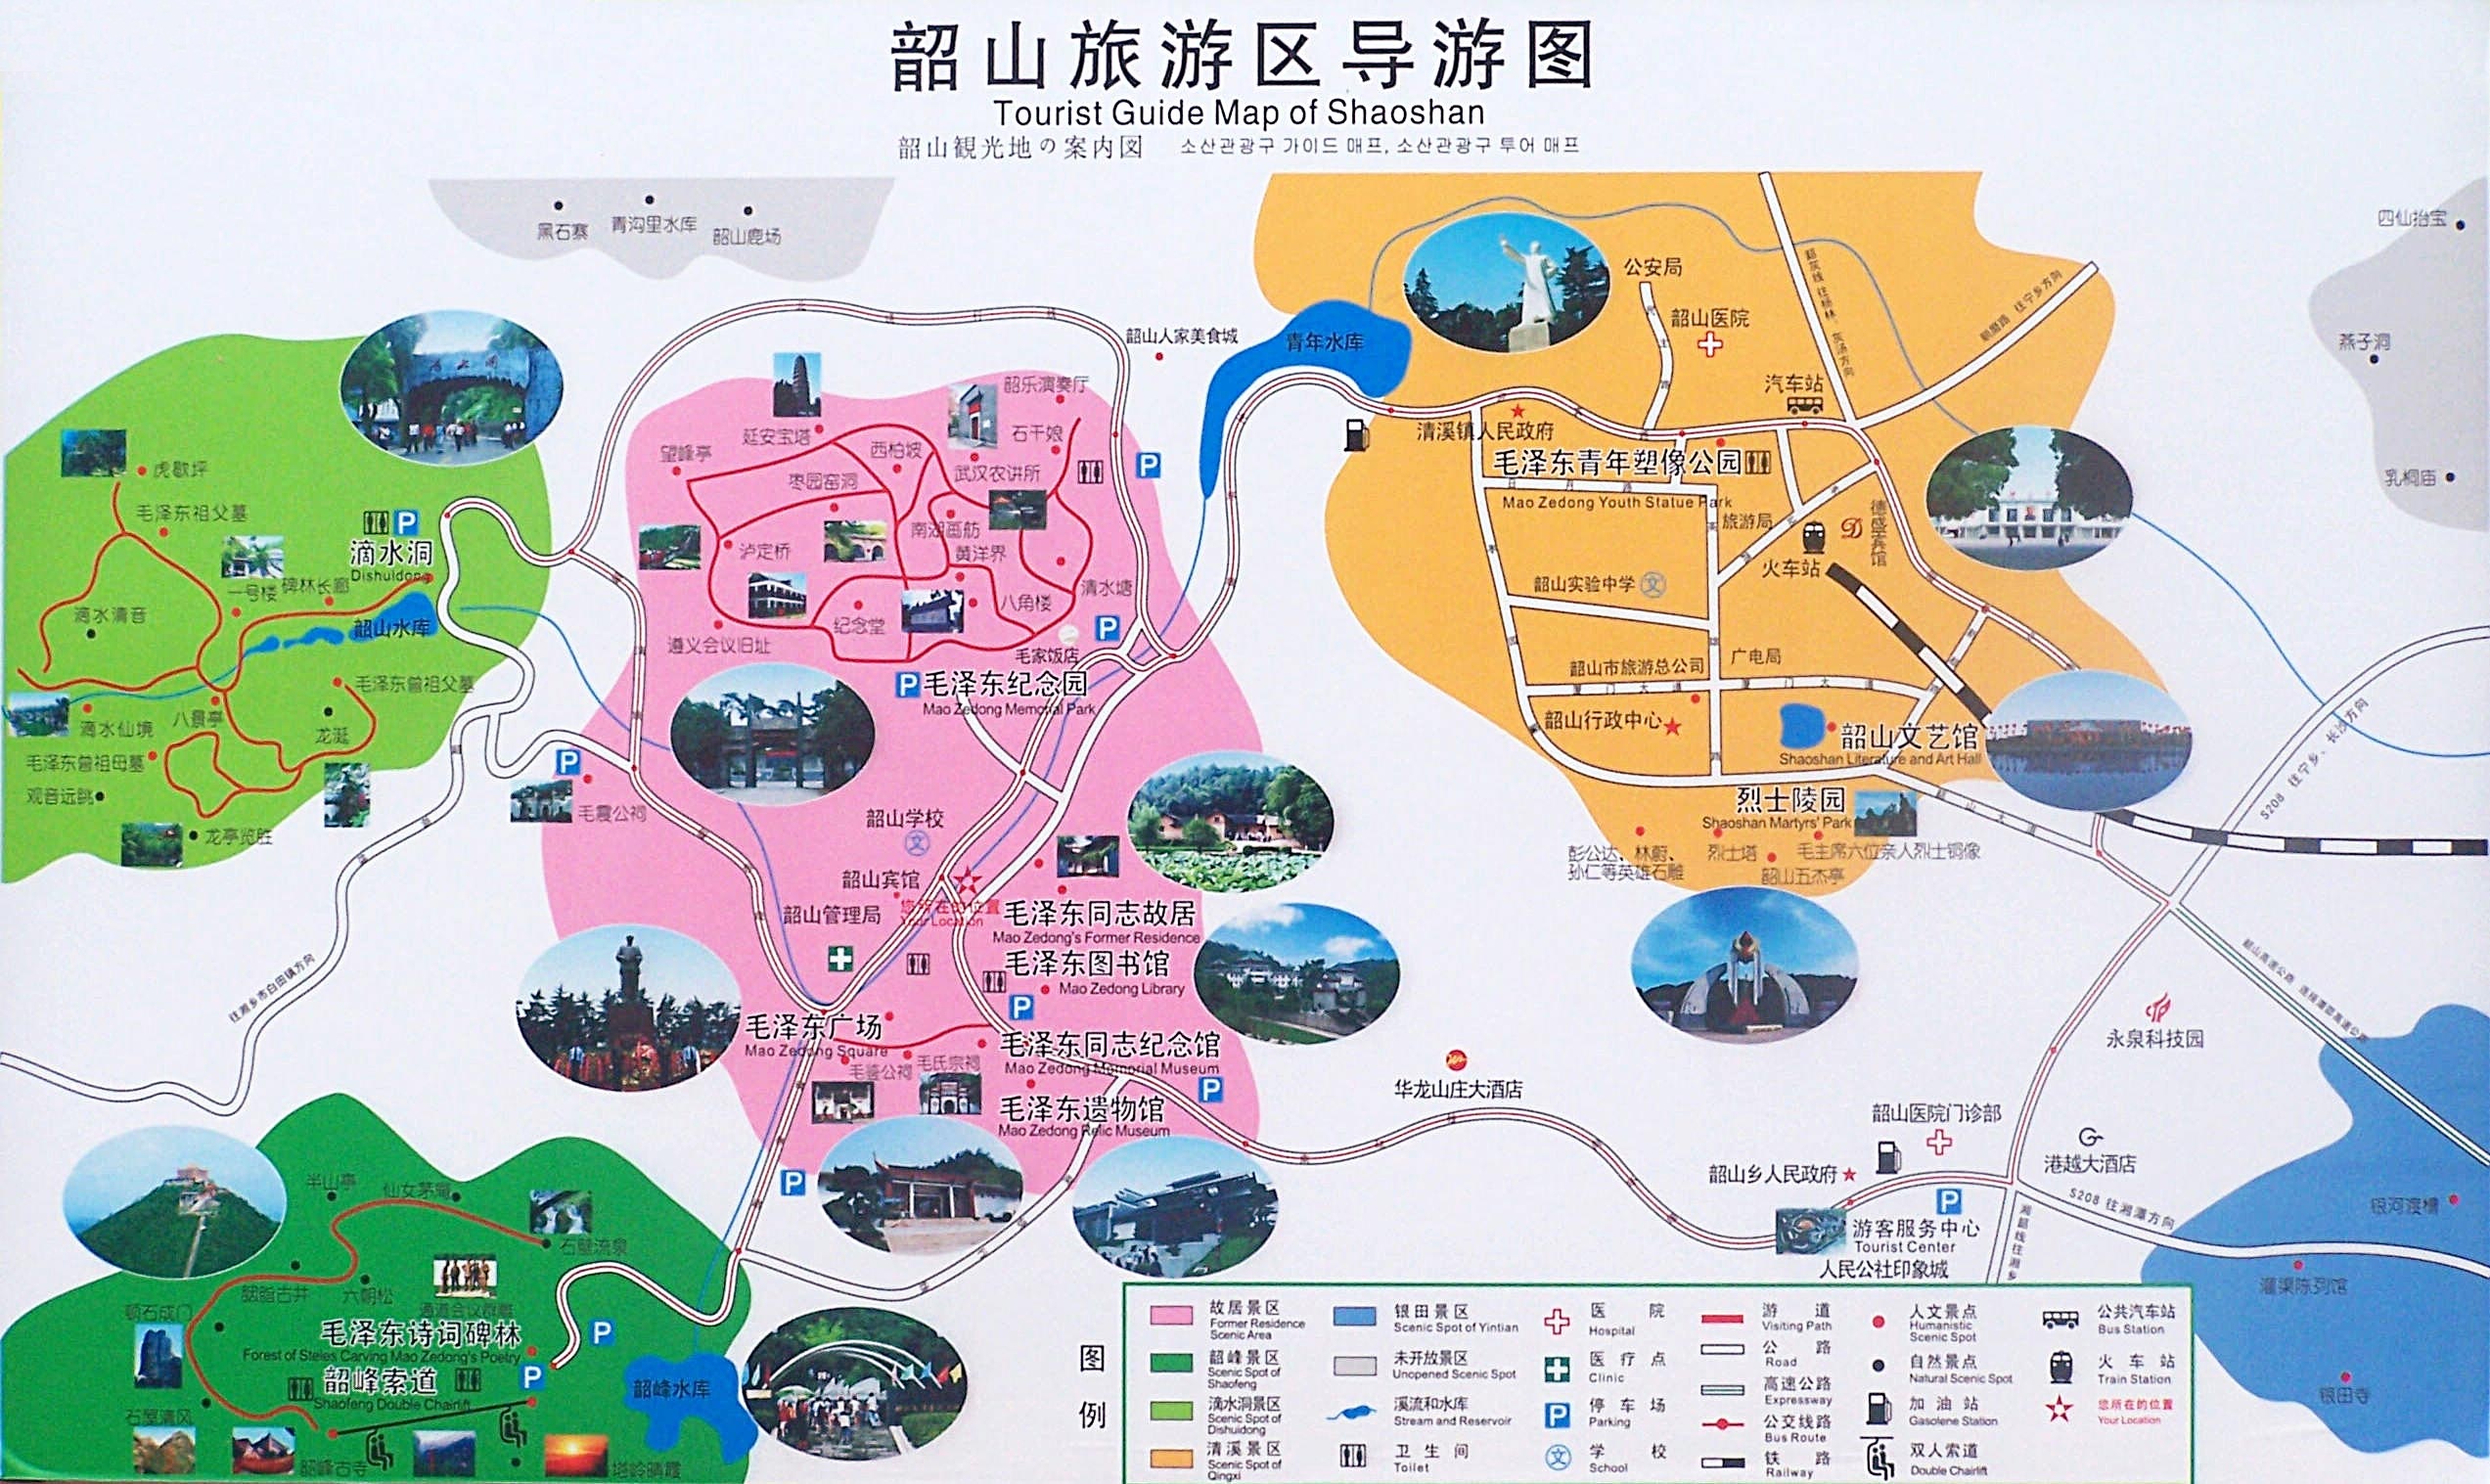 韶山旅游区导游图
Tourist Guide Map of Shaoshan
韶山観光地の案内図 소산관광구 가이드 매프, 소산관광구 투어 매프
黑石寨
青沟里水库
韶山鹿场
四仙抬宝
燕子洞
乳桐庙
虎歇坪
毛泽东祖父墓
滴水洞
Dishuidong
一号楼
碑林长廊
滴水清音
韶山水库
毛泽东曾祖父墓
滴水仙境
八景亭
龙涎
毛泽东曾祖母墓
观音远眺
龙亭览胜
毛震公祠
往湘乡市白田镇方向
韶山人家美食城
韶乐演奏厅
延安宝塔
石干娘
望峰亭
西柏坡
枣园窑洞
武汉农讲所
南湖画舫
泸定桥
黄洋界
清水塘
八角楼
纪念堂
遵义会议旧址
毛家饭店
毛泽东纪念园
Mao Zedong Memorial Park
韶山学校
韶山宾馆
韶山管理局
您所在的位置
Your Location
毛泽东同志故居
Mao Zedong's Former Residence
毛泽东图书馆
Mao Zedong Library
毛泽东广场
Mao Zedong Square
毛泽东同志纪念馆
Mao Zedong Memorial Museum
毛鉴公祠
毛氏宗祠
毛泽东遗物馆
Mao Zedong Relic Museum
青年水库
公安局
韶山医院
汽车站
韶灰线 往杨林、灰汤方向
往宁乡方向
清溪镇人民政府
毛泽东青年塑像公园
Mao Zedong Youth Statue Park
旅游局
德盛宾馆
火车站
韶山实验中学
韶山市旅游总公司
广电局
韶山行政中心
韶山文艺馆
Shaoshan Literature and Art Hall
烈士陵园
Shaoshan Martyrs' Park
彭公达、林蔚、
孙仁等英雄石雕
烈士塔
毛主席六位亲人烈士铜像
韶山五杰亭
韶山大道
S208 往宁乡、长沙方向
韶山高速公路
永泉科技园
华龙山庄大酒店
韶山医院门诊部
港越大酒店
韶山乡人民政府
游客服务中心
Tourist Center
人民公社印象城
S208 往湘潭方向
银河渡槽
灌渠陈列馆
银田寺
半山亭
仙女茅庵
石壁流泉
胭脂古井
六朝松
顿石成门
毛泽东诗词碑林
Forest of Steles Carving Mao Zedong's Poetry
韶峰索道
Shaofeng Double Chairlift
石屋清风
韶峰古寺
塔岭晴霞
韶峰水库
图例
故居景区
Former Residence
Scenic Area
韶峰景区
Scenic Spot of
Shaofeng
滴水洞景区
Scenic Spot of
Dishuidong
清溪景区
Scenic Spot of
Qingxi
银田景区
Scenic Spot of Yintian
未开放景区
Unopened Scenic Spot
溪流和水库
Stream and Reservoir
卫生间
Toilet
医院
Hospital
医疗点
Clinic
停车场
Parking
学校
School
游道
Visiting Path
公路
Road
高速公路
Expressway
公交线路
Bus Route
铁路
Railway
人文景点
Humanistic
Scenic Spot
自然景点
Natural Scenic Spot
加油站
Gasolene Station
双人索道
Double Chairlift
公共汽车站
Bus Station
火车站
Train Station
您所在的位置
Your Location